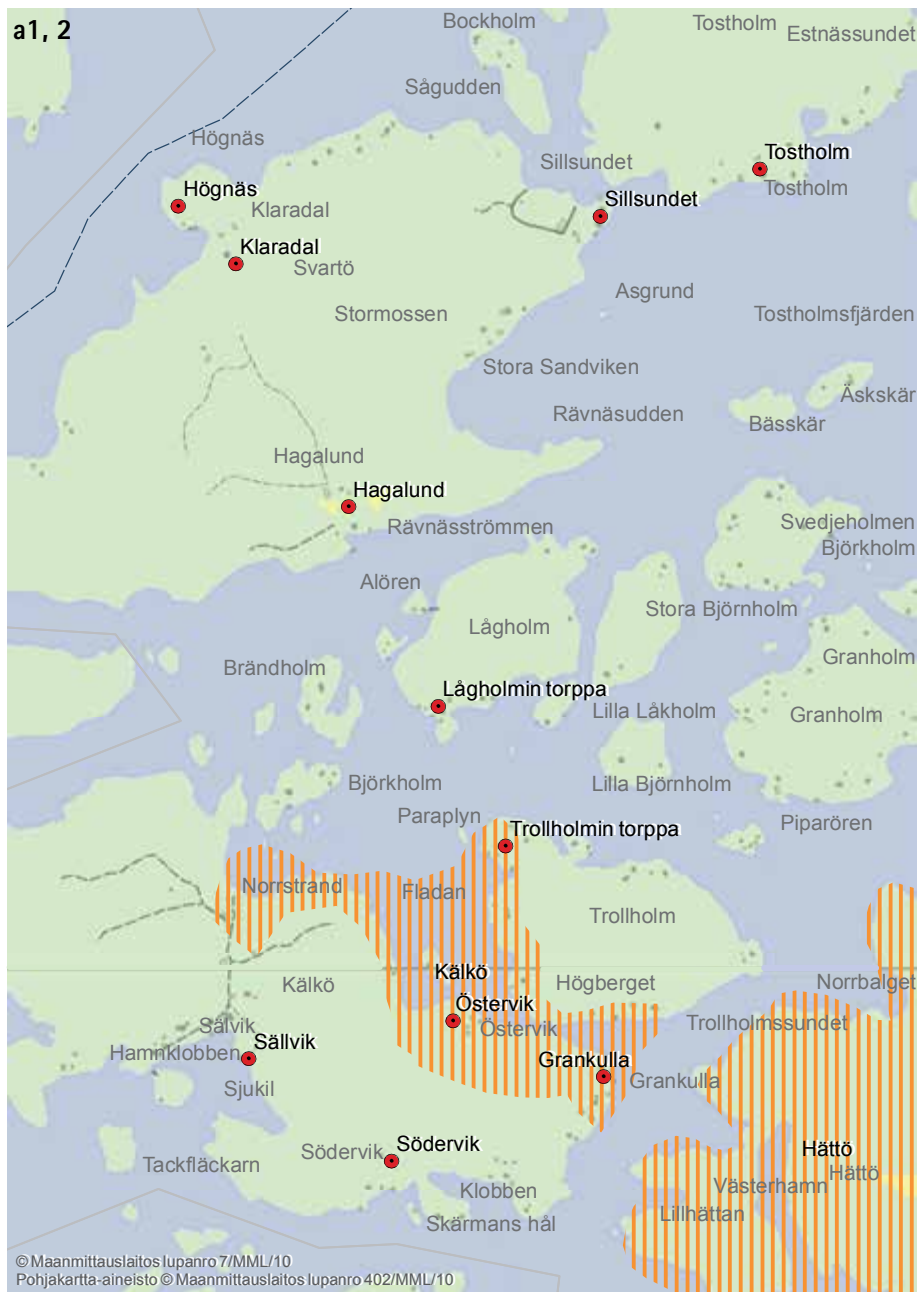 a1, 2
Bockholm
Tostholm
Estnässundet
Sågudden
Högnäs
Sillsundet
Tostholm
Högnäs
Tostholm
Sillsundet
Klaradal
Klaradal
Svartö
Asgrund
Stormossen
Tostholmsfjärden
Stora Sandviken
Äskskär
Rävnäsudden
Bässkär
Hagalund
Hagalund
Rävnässtrommen
Svedjeholmen
Björkholm
Alören
Stora Björnholm
Lågholm
Granholm
Brändholm
Lågholmin torppa
Lilla Låkholm
Granholm
Björkholm
Lilla Björnholm
Paraplyn
Piparören
Trollholmin torppa
Norrstrand
Fladan
Trollholm
Kälkö
Kälkö
Högberget
Norrbalget
Östervik
Sälvik
Östervik
Trollholmssundet
Sällvik
Hamnklobben
Grankulla
Grankulla
Sjukil
Södervik
Södervik
Hättö
Tackfläckarn
Hättö
Västerhamn
Klobben
Lillhättan
Skärmans hål
© Maanmittauslaitos lupanro 7/MML/10
Pohjakartta-aineisto © Maanmittauslaitos lupanro 402/MML/10